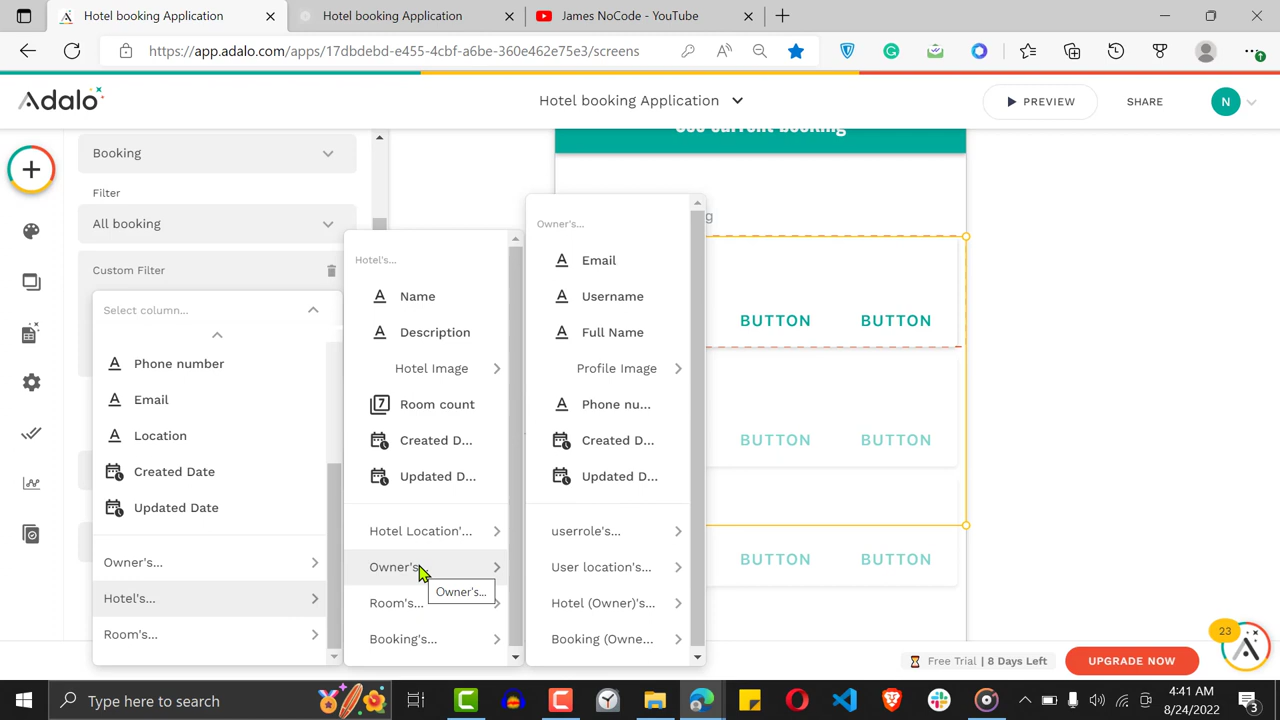 Hotel booking Application
Hotel booking Application
James NoCode - YouTube
https://app.adalo.com/apps/17dbdebd-e455-4cbf-a6be-360e462e75e3/screens
Adalo
Hotel booking Application
PREVIEW
SHARE
N
Booking
Filter
All booking
Custom Filter
Select column...
Phone number
Email
Location
Created Date
Updated Date
Owner's...
Hotel's...
Room's...
Hotel's...
Name
Description
Hotel Image
Room count
Created D...
Updated D...
Hotel Location'...
Owner's
Room's...
Booking's...
Owner's...
Owner's...
Email
Username
Full Name
Profile Image
Phone nu...
Created D...
Updated D...
userrole's...
User location's...
Hotel (Owner)'s...
Booking (Owne...
current booking
BUTTON BUTTON
BUTTON BUTTON
BUTTON BUTTON
23
Free Trial | 8 Days Left
UPGRADE NOW
Type here to search
4:41 AM
8/24/2022
3